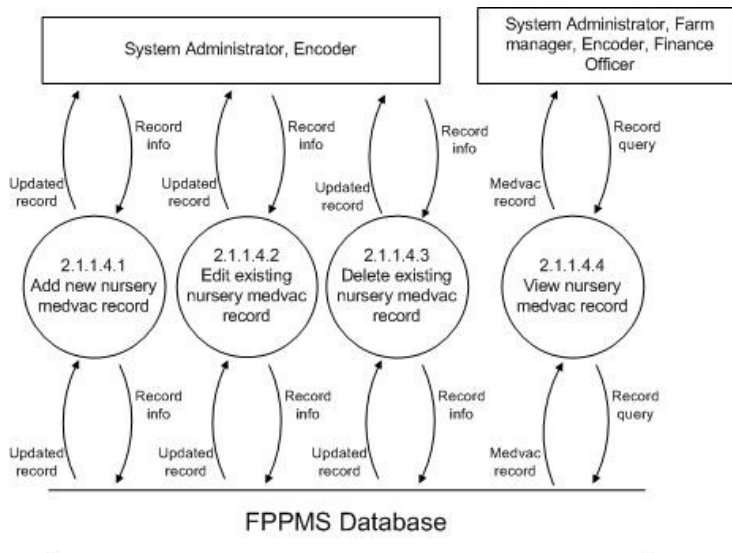 System Administrator, Encoder
System Administrator, Farm
manager, Encoder, Finance
Officer
Record
info
Record
info
Record
info
Record
query
Updated
record
Updated
record
Updated
record
Medvac
record
2.1.1.4.1
Add new nursery
medvac record
2.1.1.4.2
Edit existing
nursery medvac
record
2.1.1.4.3
Delete existing
nursery medvac
record
2.1.1.4.4
View nursery
medvac record
Record
info
Record
info
Record
info
Record
query
Updated
record
Updated
record
Updated
record
Medvac
record
FPPMS Database